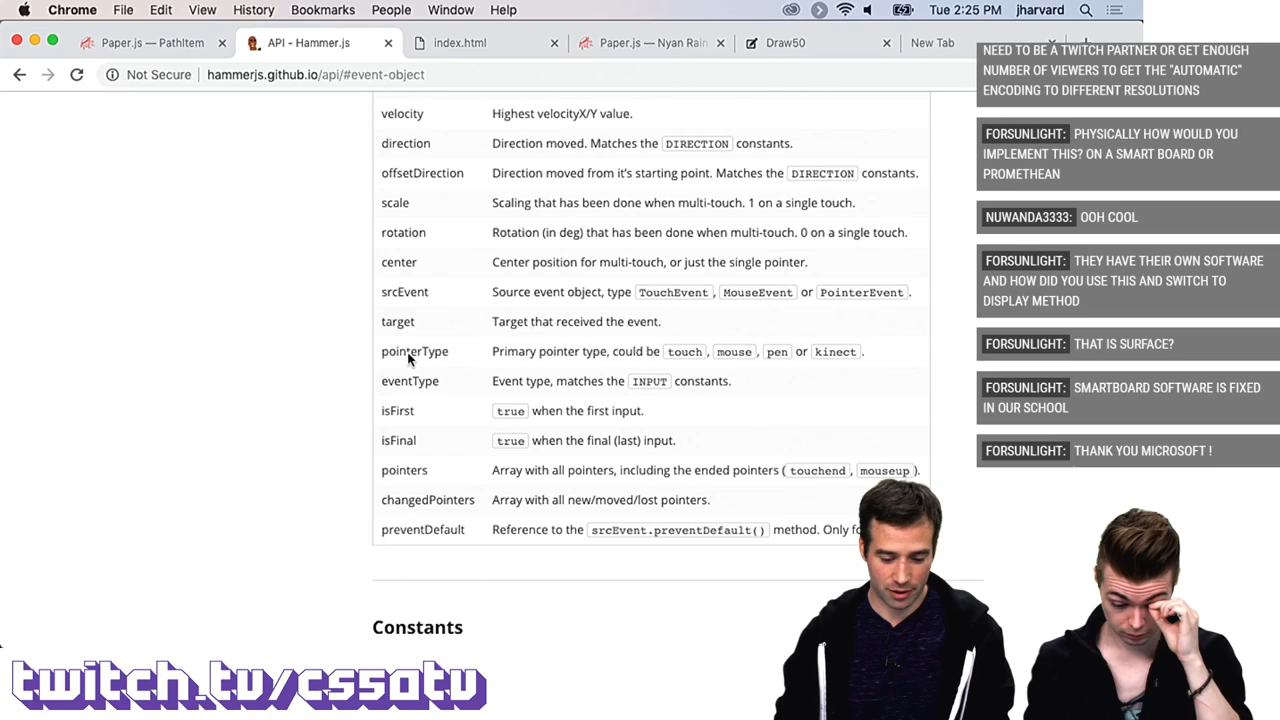 Chrome File Edit View History Bookmarks People Window Help Tue 2:25 PM jharvard
Paper.js — PathItem API - Hammer.js index.html Paper.js — Nyan Rain Draw50 New Tab
Not Secure hammerjs.github.io/api/#event-object
velocity Highest velocityX/Y value.
direction Direction moved. Matches the DIRECTION constants.
offsetDirection Direction moved from it's starting point. Matches the DIRECTION constants.
scale Scaling that has been done when multi-touch. 1 on a single touch.
rotation Rotation (in deg) that has been done when multi-touch. 0 on a single touch.
center Center position for multi-touch, or just the single pointer.
srcEvent Source event object, type TouchEvent, MouseEvent or PointerEvent.
target Target that received the event.
pointerType Primary pointer type, could be touch, mouse, pen or kinect.
eventType Event type, matches the INPUT constants.
isFirst true when the first input.
isFinal true when the final (last) input.
pointers Array with all pointers, including the ended pointers ( touchend, mouseup).
changedPointers Array with all new/moved/lost pointers.
preventDefault Reference to the srcEvent.preventDefault() method. Only
Constants
NEED TO BE A TWITCH PARTNER OR GET ENOUGH
NUMBER OF VIEWERS TO GET THE "AUTOMATIC"
ENCODING TO DIFFERENT RESOLUTIONS
FORSUNLIGHT: PHYSICALLY HOW WOULD YOU
IMPLEMENT THIS? ON A SMART BOARD OR
PROMETHEAN
NUWANDA3333: OOH COOL
FORSUNLIGHT: THEY HAVE THEIR OWN SOFTWARE
AND HOW DID YOU USE THIS AND SWITCH TO
DISPLAY METHOD
FORSUNLIGHT: THAT IS SURFACE?
FORSUNLIGHT: SMARTBOARD SOFTWARE IS FIXED
IN OUR SCHOOL
FORSUNLIGHT: THANK YOU MICROSOFT !
twitch.tv/cs50tv